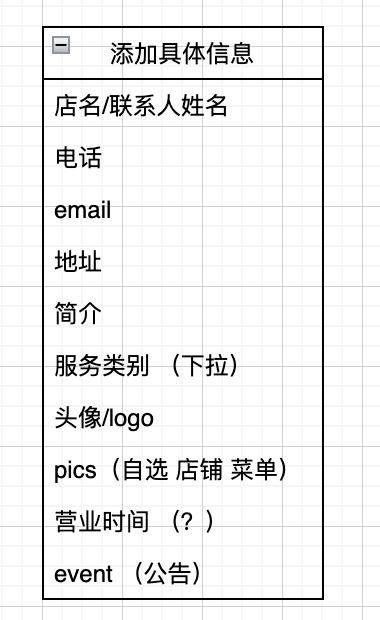 添加具体信息
店名/联系人姓名
电话
email
地址
简介
服务类别 （下拉）
头像/logo
pics（自选 店铺 菜单）
营业时间 （？）
event （公告）